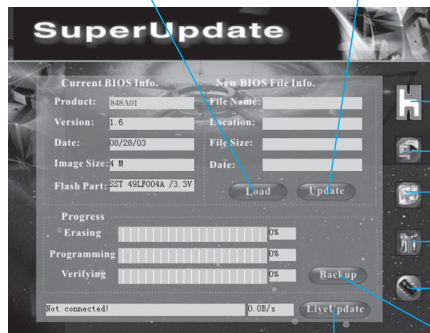 SuperUpdate
Current BIOS Info.
Product: 848A01
Version: 1.6
Date: 08/28/03
Image Size: 4 M
Flash Part: SST 49LF004A /3.3V
New BIOS File Info.
File Name:
Location:
File Size:
Date:
Load Update
Progress
Erasing 0%
Programming 0%
Verifying 0%
Backup
Not connected! 0.0B/s LiveUpdate